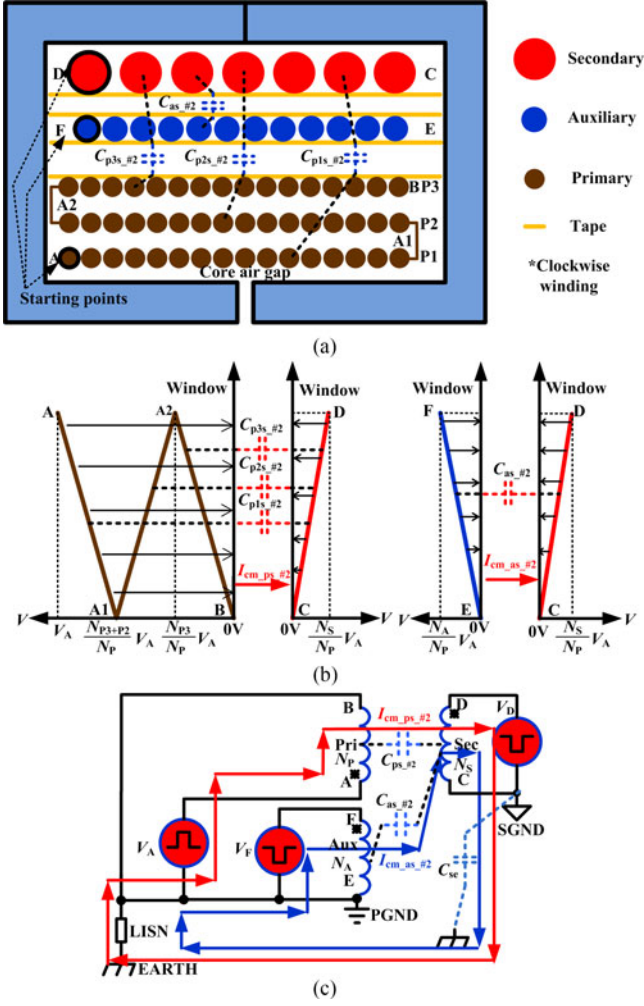 D
C
C_as_#2
F
E
C_p3s_#2
C_p2s_#2
C_p1s_#2
B P3
A2
P2
A1
A
P1
Core air gap
Starting points
Secondary
Auxiliary
Primary
Tape
*Clockwise
winding
(a)
Window
Window
Window
Window
A
A2
D
F
D
C_p3s_#2
C_p2s_#2
C_p1s_#2
C_as_#2
I_cm_ps_#2
I_cm_as_#2
A1
B
C
E
C
V
V_A
N_P3+P2/N_P V_A
N_P3/N_P V_A
0V
0V
N_S/N_P V_A
V
V
N_A/N_P V_A
0V
0V
N_S/N_P V_A
V
(b)
B
I_cm_ps_#2
D
V_D
Pri
N_P
C_ps_#2
Sec
N_S
A
*
*
C
C_as_#2
SGND
V_A
V_F
F
*
Aux
N_A
I_cm_as_#2
C_se
E
PGND
LISN
EARTH
(c)